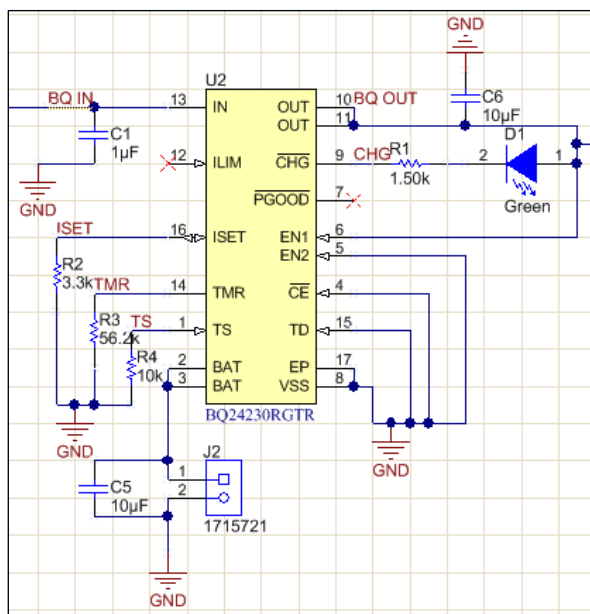 GND
U2
BQ IN 13 IN OUT 10 BQ OUT
OUT 11
C6
10µF
C1
1µF
D1
12 ILIM CHG 9 CHG R1 2 1
1.50k
Green
GND
PGOOD 7
ISET 16 ISET EN1 6
EN2 5
R2
3.3k
TMR 14 TMR CE 4
R3
56.2k
TS 1 TS TD 15
R4
10k
2 BAT EP 17
3 BAT VSS 8
BQ24230RGTR
GND
GND
J2
1
2
C5
10µF
1715721
GND